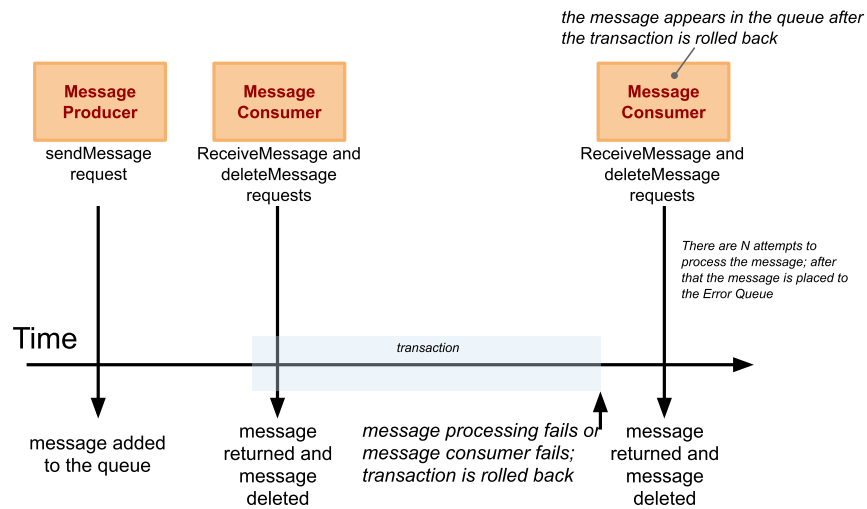 the message appears in the queue after
the transaction is rolled back
Message
Producer
sendMessage
request
Message
Consumer
ReceiveMessage and
deleteMessage
requests
Message
Consumer
ReceiveMessage and
deleteMessage
requests
There are N attempts to
process the message; after
that the message is placed to
the Error Queue
Time
transaction
message added
to the queue
message
returned and
message
deleted
message processing fails or
message consumer fails;
transaction is rolled back
message
returned and
message
deleted